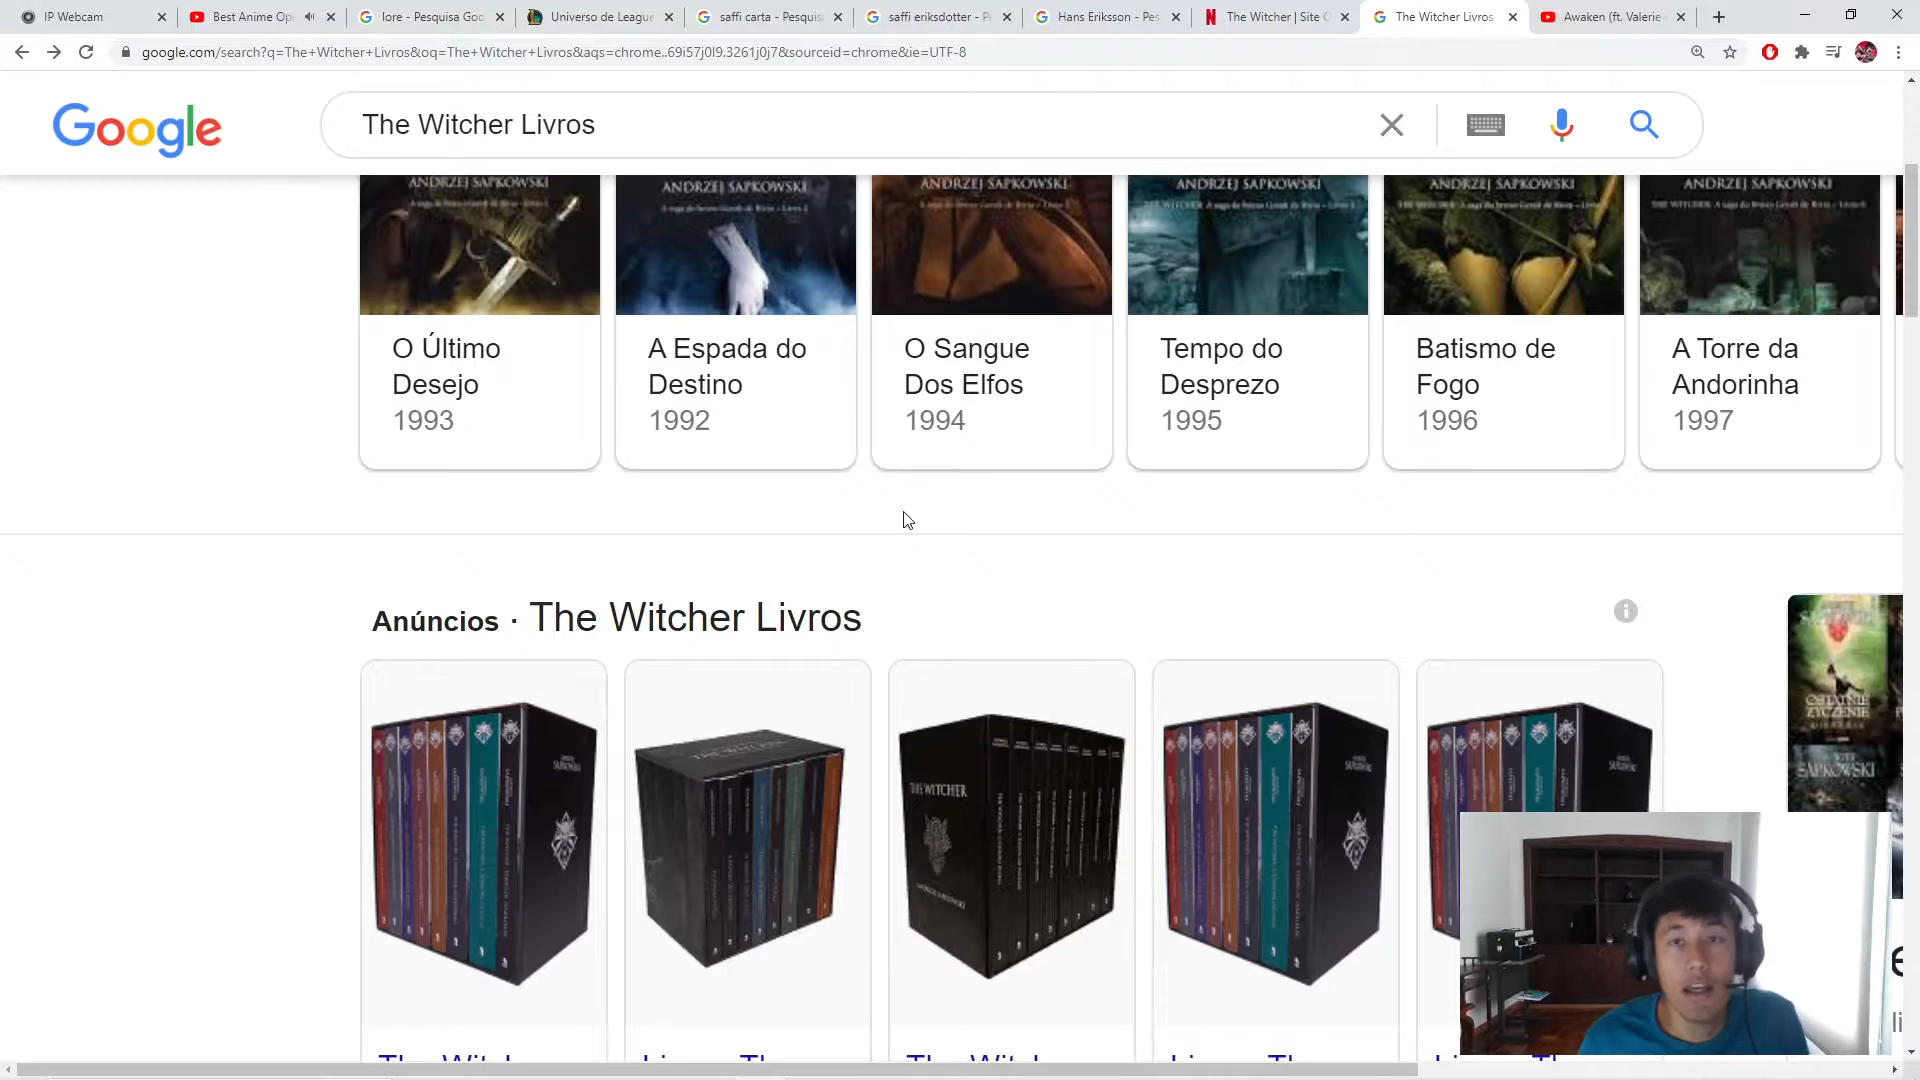 IP Webcam
Best Anime Op
lore - Pesquisa Goo
Universo de League
saffi carta - Pesquis
saffi eriksdotter - P
Hans Eriksson - Pes
The Witcher | Site O
The Witcher Livros
Awaken (ft. Valerie
google.com/search?q=The+Witcher+Livros&oq=The+Witcher+Livros&aqs=chrome..69i57j0l9.3261j0j7&sourceid=chrome&ie=UTF-8
Google
The Witcher Livros
ANDRZEJ SAPKOWSKI
ANDRZEJ SAPKOWSKI
ANDRZEJ SAPKOWSKI
ANDRZEJ SAPKOWSKI
ANDRZEJ SAPKOWSKI
ANDRZEJ SAPKOWSKI
O Último
Desejo
1993
A Espada do
Destino
1992
O Sangue
Dos Elfos
1994
Tempo do
Desprezo
1995
Batismo de
Fogo
1996
A Torre da
Andorinha
1997
Anúncios · The Witcher Livros
THE WITCHER
OSTATNIE
ŻYCZENIE
SAPKOWSKI